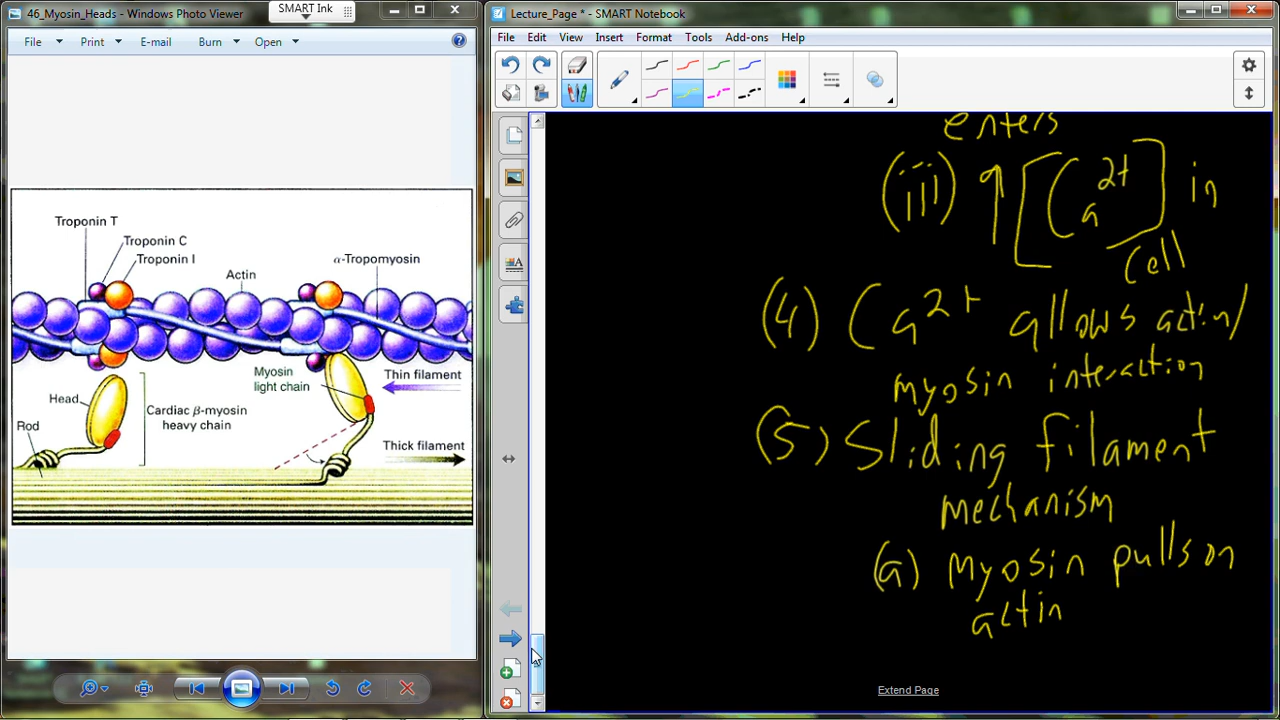 46_Myosin_Heads - Windows Photo Viewer
SMART Ink
File Print E-mail Burn Open
Troponin T
Troponin C
Troponin I
Actin
α-Tropomyosin
Myosin
light chain
Thin filament
Head
Cardiac β-myosin
heavy chain
Rod
Thick filament
Lecture_Page * - SMART Notebook
File Edit View Insert Format Tools Add-ons Help
enters
(iii) ↑ [Ca2+] in
cell
(4) Ca2+ allows actin/
myosin interaction
(5) Sliding filament
mechanism
(a) myosin pulls on
actin
Extend Page